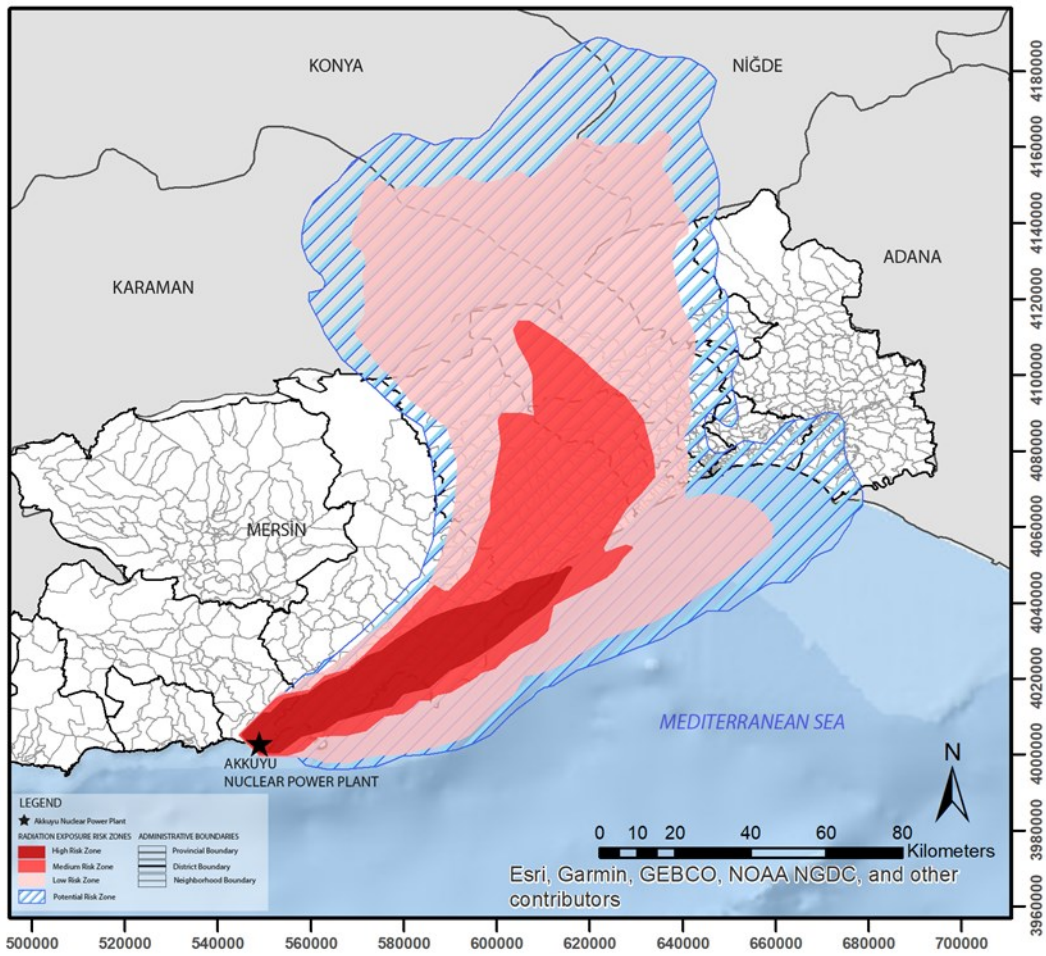 KONYA
NİĞDE
KARAMAN
ADANA
MERSİN
MEDITERRANEAN SEA
AKKUYU
NUCLEAR POWER PLANT
N
LEGEND
Akkuyu Nuclear Power Plant
RADIATION EXPOSURE RISK ZONES
High Risk Zone
Medium Risk Zone
Low Risk Zone
Potential Risk Zone
ADMINISTRATIVE BOUNDARIES
Provincial Boundary
District Boundary
Neighborhood Boundary
0 10 20 40 60 80
Kilometers
Esri, Garmin, GEBCO, NOAA NGDC, and other
contributors
4180000
4160000
4140000
4120000
4100000
4080000
4060000
4040000
4020000
4000000
3980000
3960000
500000 520000 540000 560000 580000 600000 620000 640000 660000 680000 700000